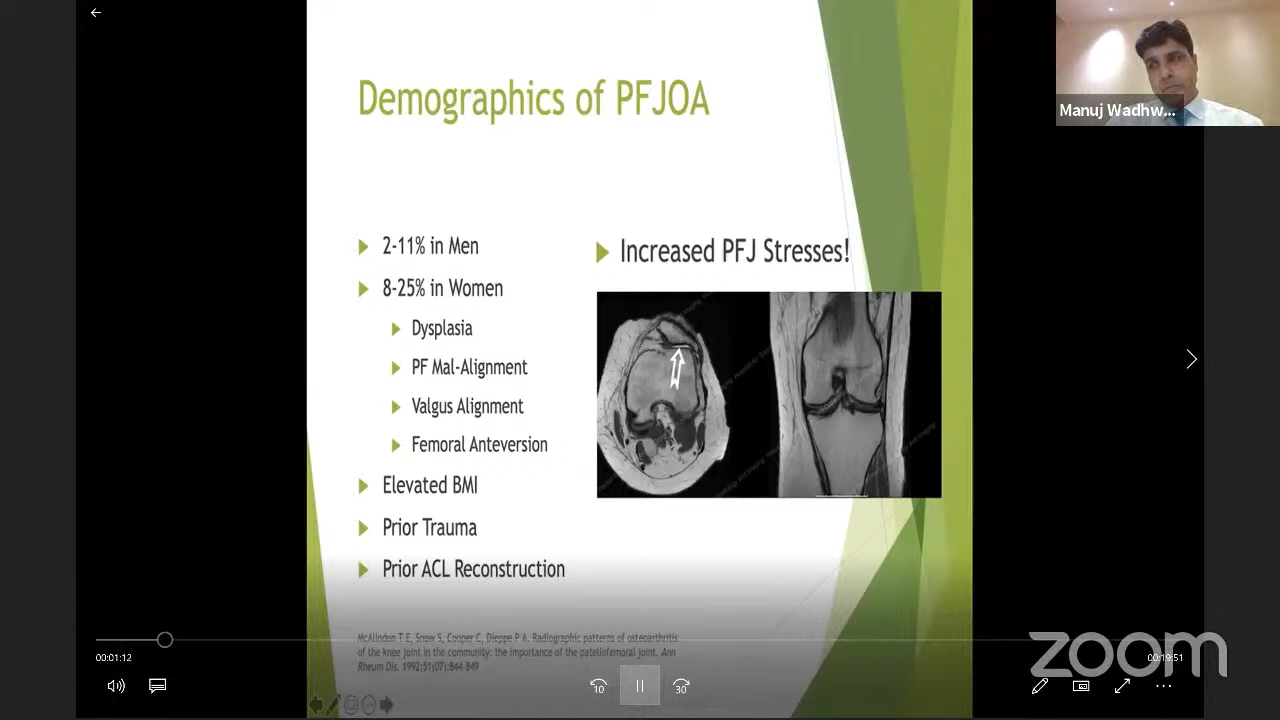 Demographics of PFJOA
Manuj Wadhw...
2-11% in Men
8-25% in Women
Dysplasia
PF Mal-Alignment
Valgus Alignment
Femoral Anteversion
Elevated BMI
Prior Trauma
Prior ACL Reconstruction
Increased PFJ Stresses!
McAlindon T E, Snow S, Cooper C, Dieppe P A. Radiographic patterns of osteoarthritis
of the knee joint in the community: the importance of the patellofemoral joint. Ann
Rheum Dis. 1992;51(07):844-849
zoom
00:01:12
00:19:51
10
30